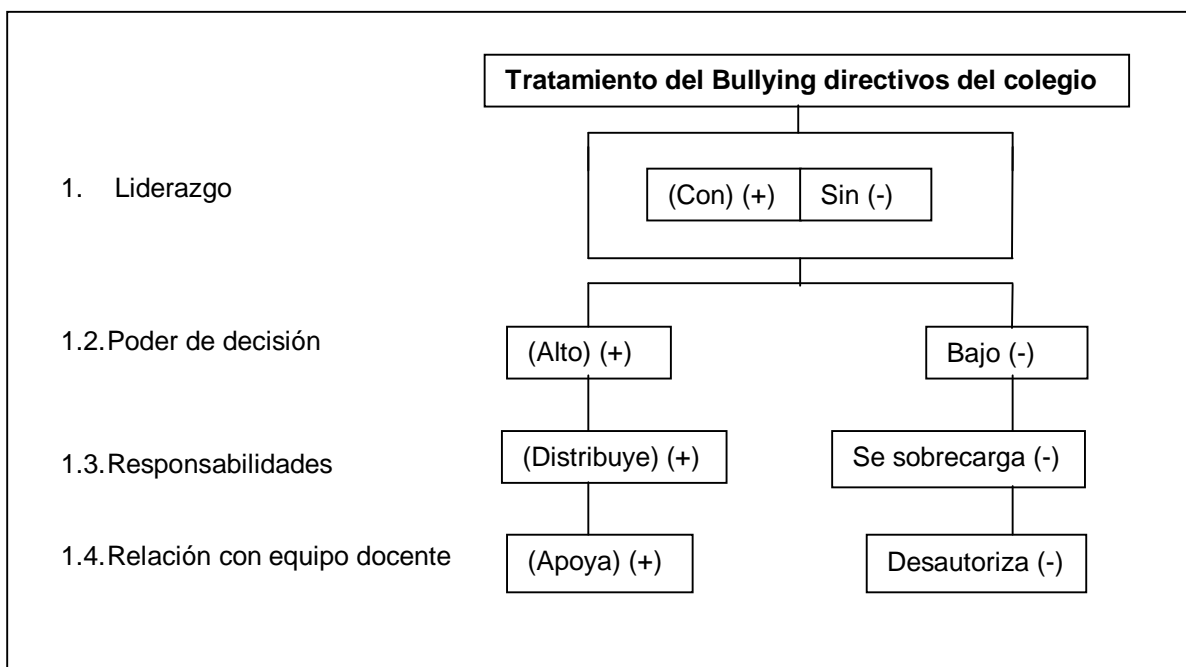 Tratamiento del Bullying directivos del colegio
1. Liderazgo
(Con) (+) Sin (-)
1.2.Poder de decisión
(Alto) (+) Bajo (-)
1.3.Responsabilidades
(Distribuye) (+) Se sobrecarga (-)
1.4.Relación con equipo docente
(Apoya) (+) Desautoriza (-)